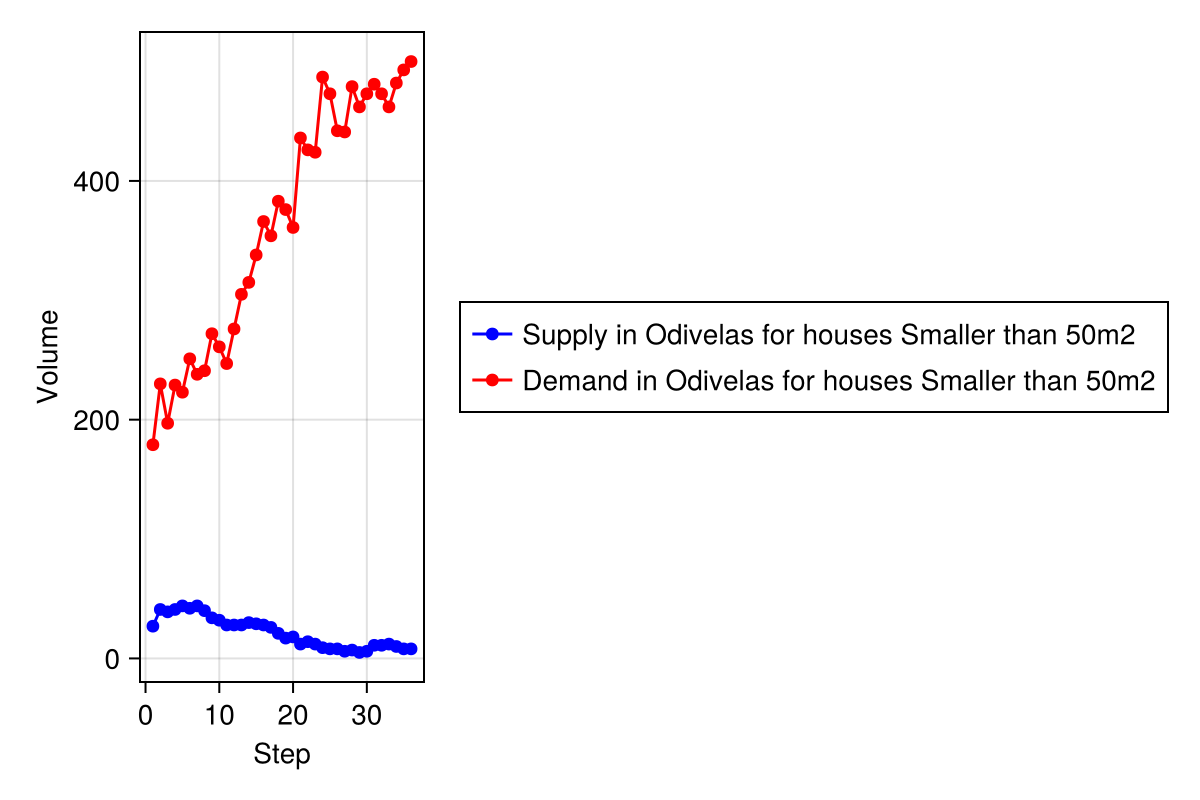 Volume
400
200
0
0 10 20 30
Step
Supply in Odivelas for houses Smaller than 50m2
Demand in Odivelas for houses Smaller than 50m2